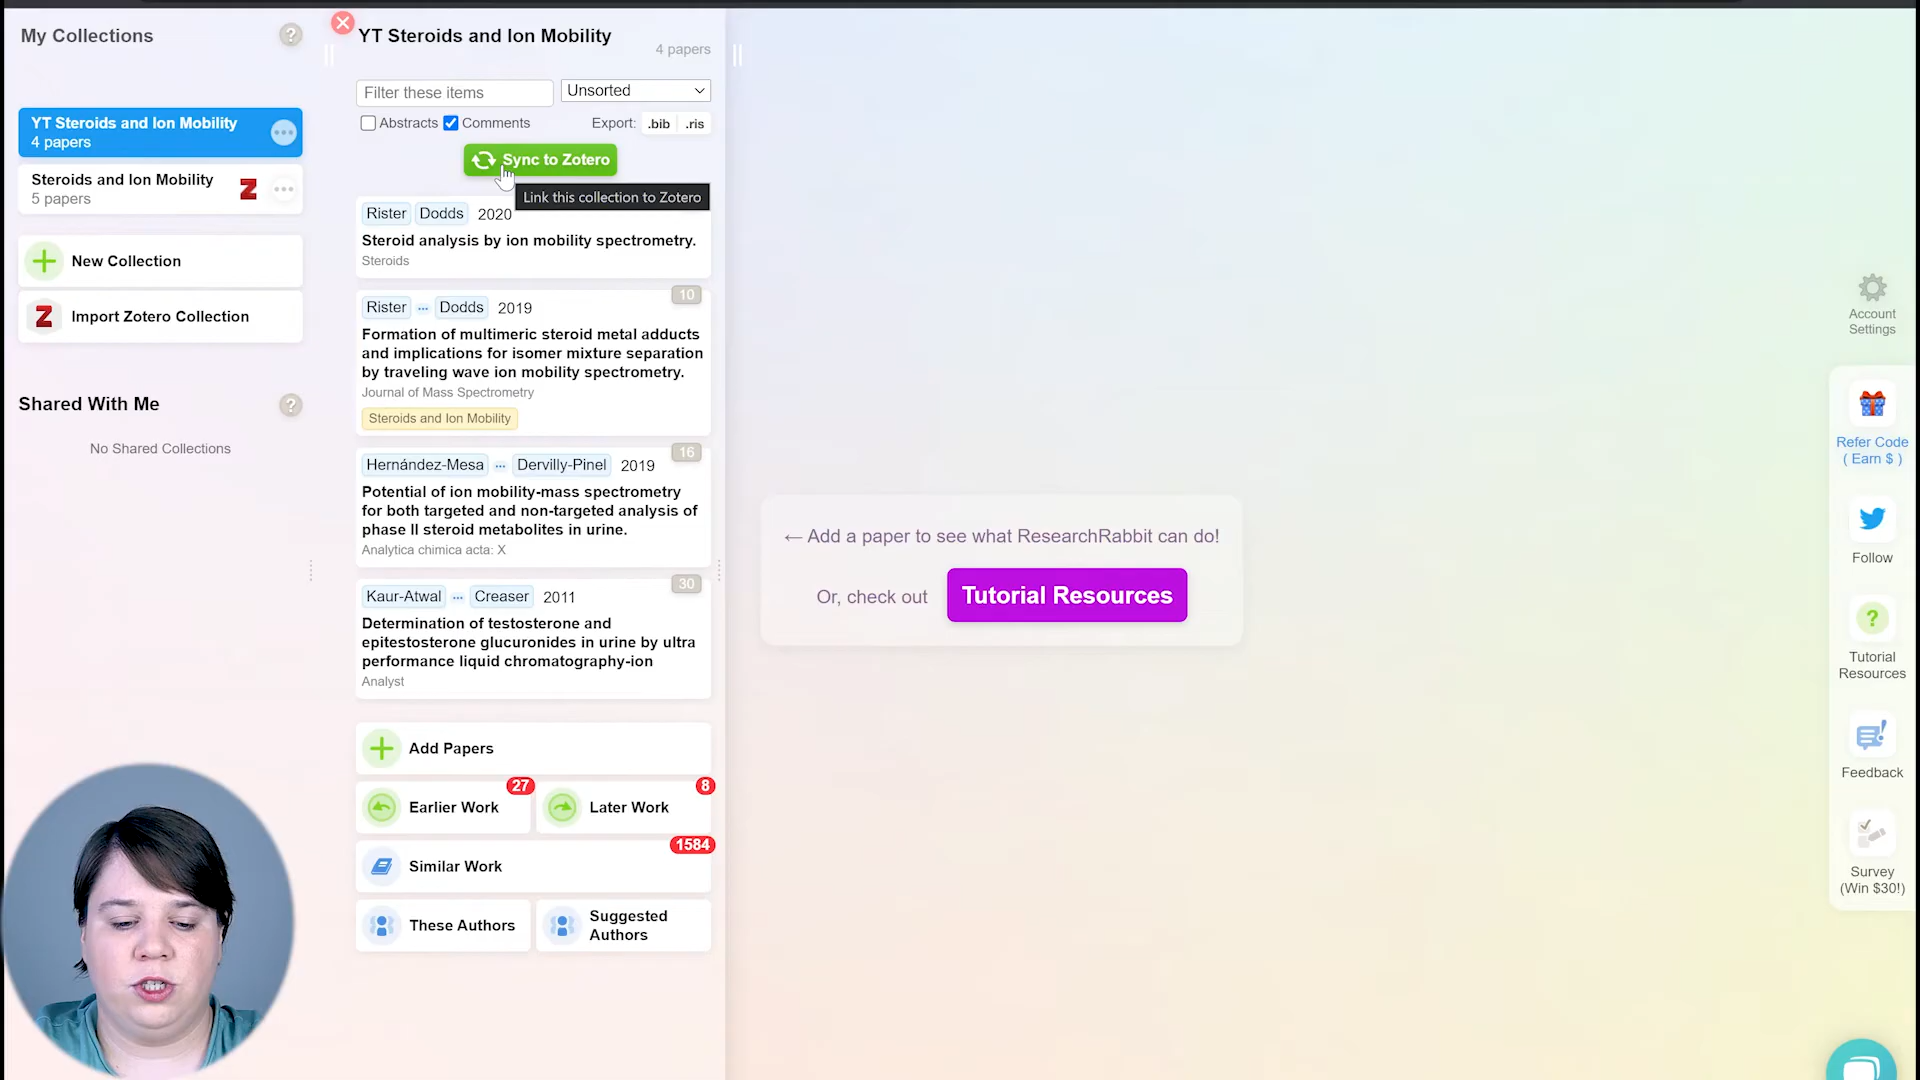 My Collections
?
YT Steroids and Ion Mobility
4 papers
Steroids and Ion Mobility
5 papers
Z
New Collection
Z
Import Zotero Collection
Shared With Me
?
No Shared Collections
YT Steroids and Ion Mobility
4 papers
Filter these items
Unsorted
Abstracts Comments Export: .bib .ris
Sync to Zotero
Link this collection to Zotero
Rister Dodds 2020
Steroid analysis by ion mobility spectrometry.
Steroids
10
Rister ... Dodds 2019
Formation of multimeric steroid metal adducts
and implications for isomer mixture separation
by traveling wave ion mobility spectrometry.
Journal of Mass Spectrometry
Steroids and Ion Mobility
16
Hernández-Mesa ... Dervilly-Pinel 2019
Potential of ion mobility-mass spectrometry
for both targeted and non-targeted analysis of
phase II steroid metabolites in urine.
Analytica chimica acta: X
30
Kaur-Atwal ... Creaser 2011
Determination of testosterone and
epitestosterone glucuronides in urine by ultra
performance liquid chromatography-ion
Analyst
Add Papers
27
Earlier Work
8
Later Work
1584
Similar Work
These Authors
Suggested
Authors
← Add a paper to see what ResearchRabbit can do!
Or, check out Tutorial Resources
Account
Settings
Refer Code
( Earn $ )
Follow
?
Tutorial
Resources
Feedback
Survey
(Win $30!)